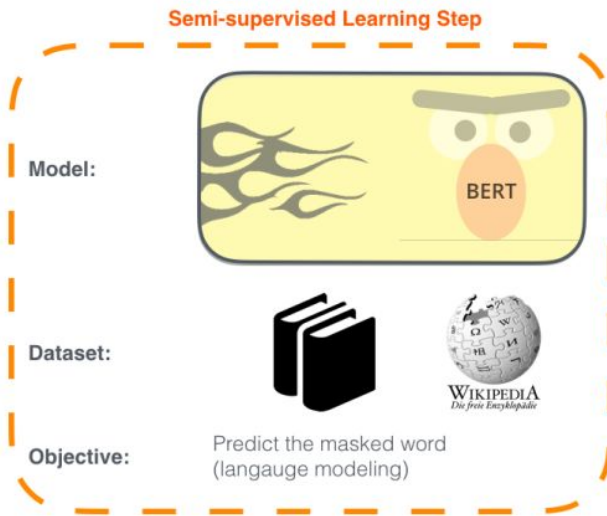 Semi-supervised Learning Step
Model:
BERT
Dataset:
WIKIPEDIA
Die freie Enzyklopädie
Objective:
Predict the masked word
(langauge modeling)